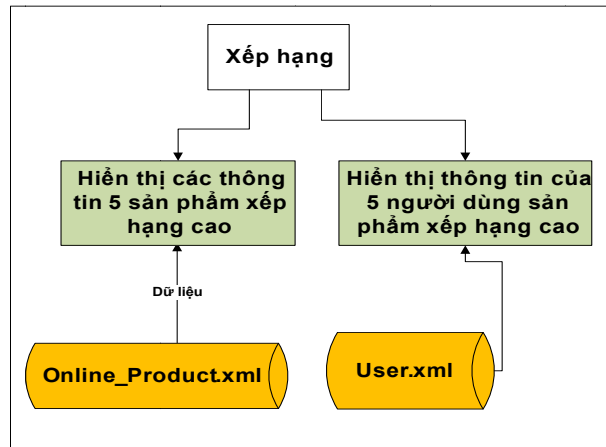 Xếp hạng
Hiển thị các thông
tin 5 sản phẩm xếp
hạng cao
Hiển thị thông tin của
5 người dùng sản
phẩm xếp hạng cao
Dữ liệu
Online_Product.xml
User.xml